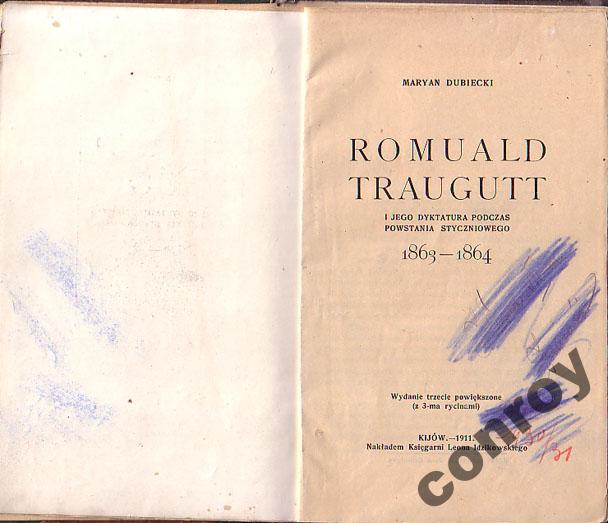 MARYAN DUBIECKI
ROMUALD
TRAUGUTT
I JEGO DYKTATURA PODCZAS
POWSTANIA STYCZNIOWEGO
1863—1864
Wydanie trzecie powiększone
(z 3-ma rycinami)
KIJÓW.—1911.
Nakładem Księgarni Leona Idzikowskiego
conroy